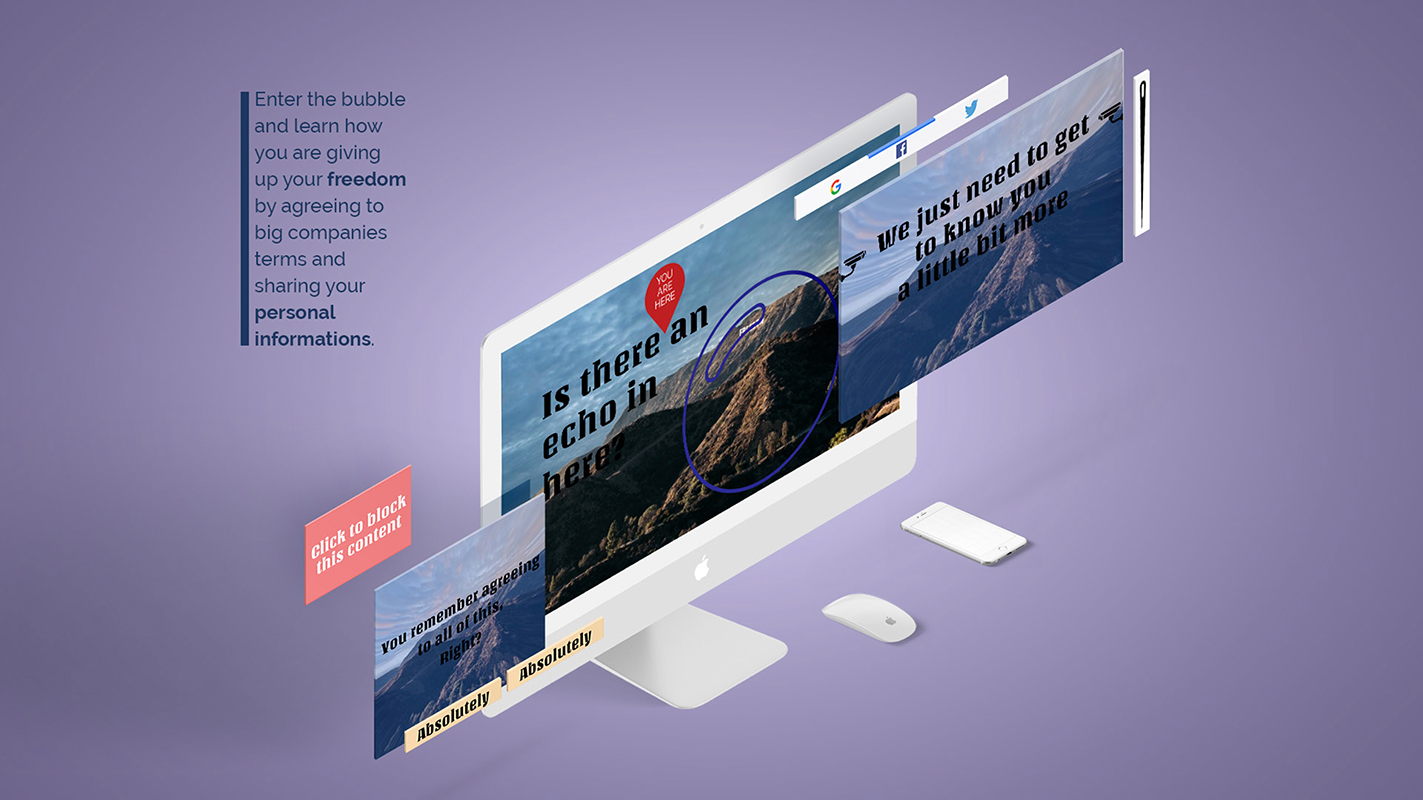 Enter the bubble
and learn how
you are giving
up your freedom
by agreeing to
big companies
terms and
sharing your
personal
informations.
We just need to get
to know you
a little bit more
YOU
ARE
HERE
Is there an
echo in
here?
Click to block
this content
You remember agreeing
to all of this.
Right?
Absolutely
Absolutely